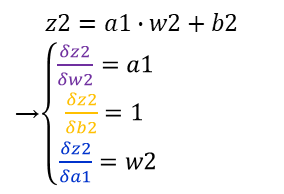 z2 = a1 · w2 + b2
→ { δz2/δw2 = a1
δz2/δb2 = 1
δz2/δa1 = w2